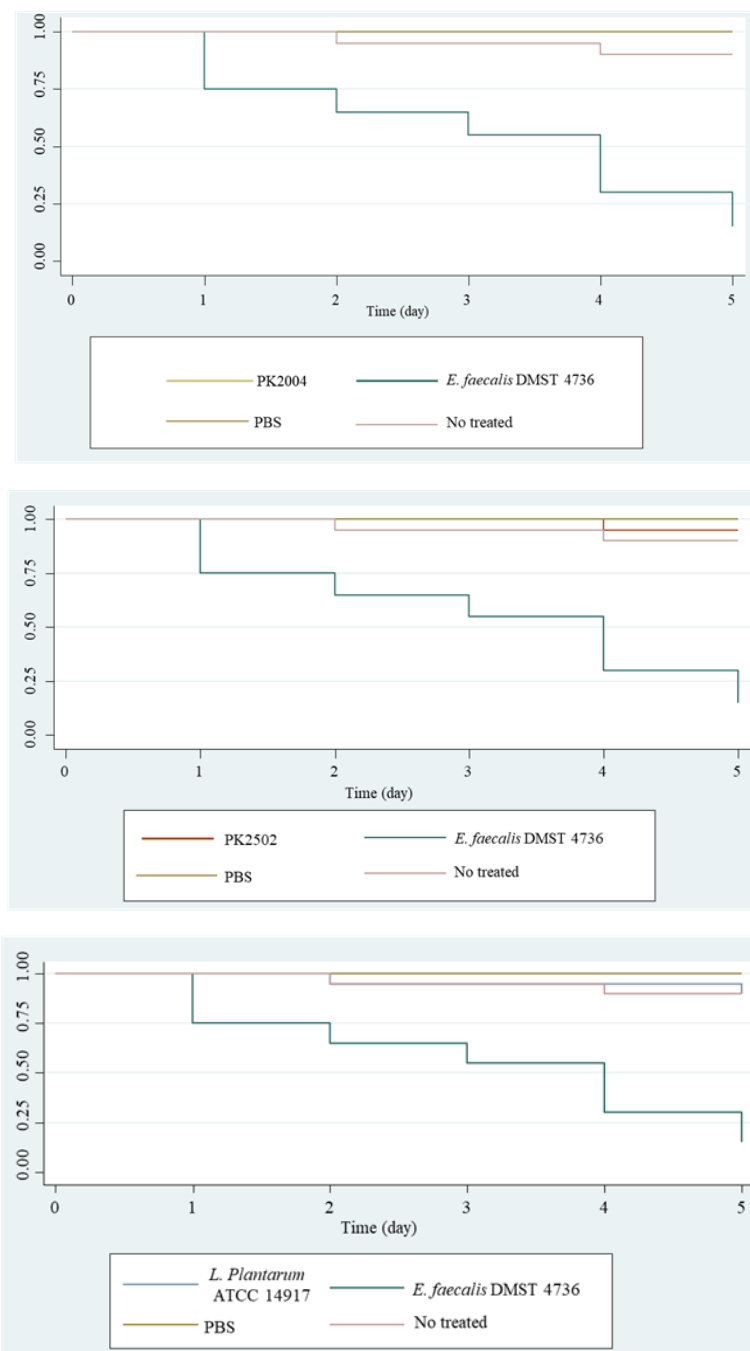 1.00
0.75
0.50
0.25
0.00
0 1 2 3 4 5
Time (day)
PK2004 E. faecalis DMST 4736
PBS No treated
1.00
0.75
0.50
0.25
0.00
0 1 2 3 4 5
Time (day)
PK2502 E. faecalis DMST 4736
PBS No treated
1.00
0.75
0.50
0.25
0.00
0 1 2 3 4 5
Time (day)
L. Plantarum
ATCC 14917 E. faecalis DMST 4736
PBS No treated